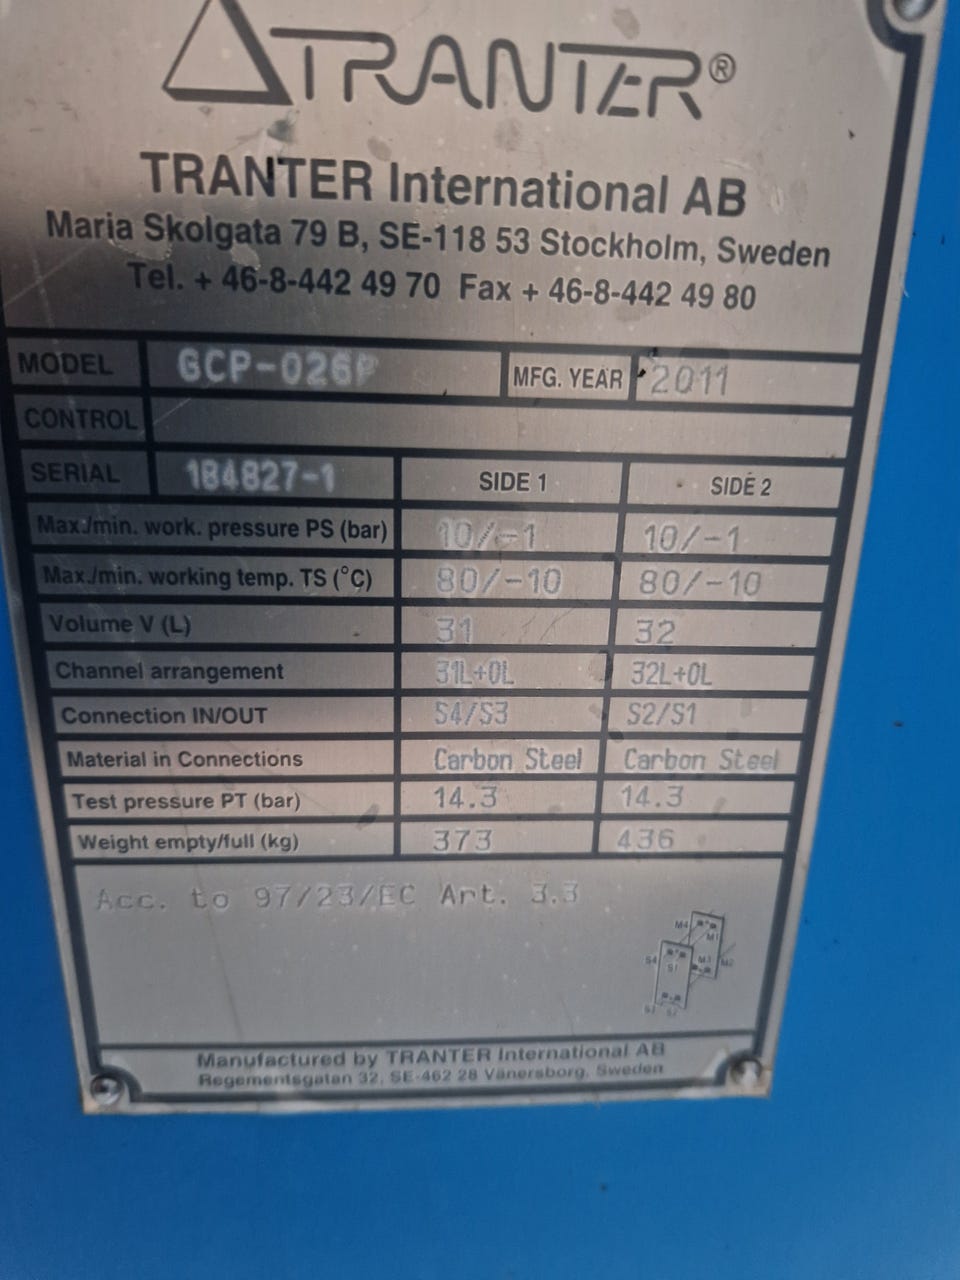 TRANTER®
TRANTER International AB
Maria Skolgata 79 B, SE-118 53 Stockholm, Sweden
Tel. + 46-8-442 49 70 Fax + 46-8-442 49 80
MODEL GCP-026P MFG. YEAR 2011
CONTROL
SERIAL 184827-1 SIDE 1 SIDE 2
Max./min. work. pressure PS (bar) 10/-1 10/-1
Max./min. working temp. TS (°C) 80/-10 80/-10
Volume V (L) 31 32
Channel arrangement 31L+0L 32L+0L
Connection IN/OUT S4/S3 S2/S1
Material in Connections Carbon Steel Carbon Steel
Test pressure PT (bar) 14.3 14.3
Weight empty/full (kg) 373 436
Acc. to 97/23/EC Art. 3.3
M4
M1
S4
S1
M3
M2
Manufactured by TRANTER International AB
Regementsgatan 32, SE-462 28 Vänersborg, Sweden